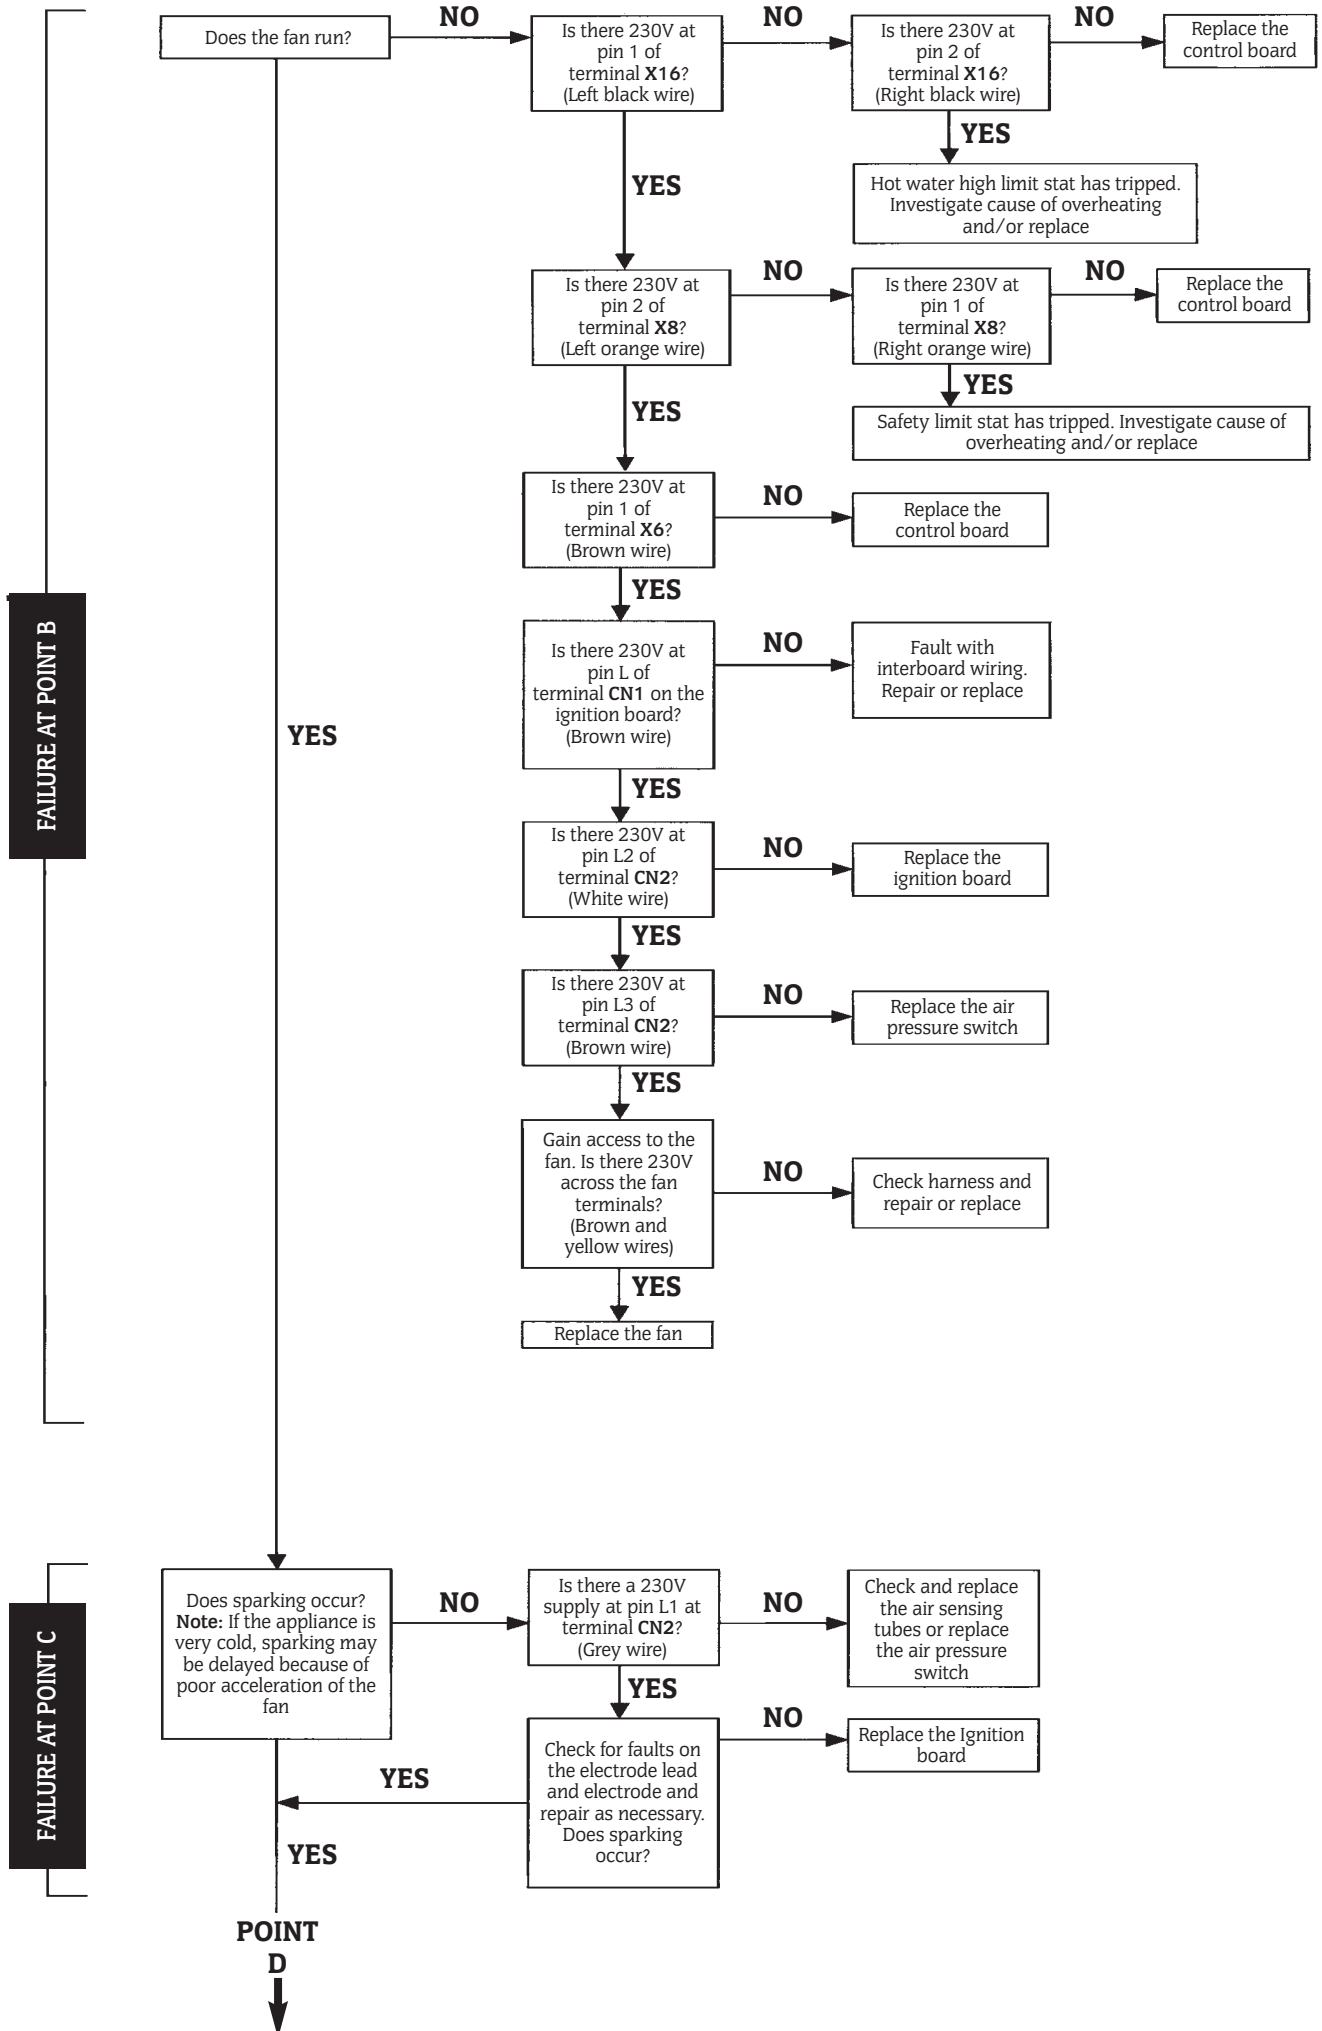 FAILURE AT POINT B
Does the fan run?
NO
Is there 230V at
pin 1 of
terminal X16?
(Left black wire)
NO
Is there 230V at
pin 2 of
terminal X16?
(Right black wire)
NO
Replace the
control board
YES
Hot water high limit stat has tripped.
Investigate cause of overheating
and/or replace
YES
Is there 230V at
pin 2 of
terminal X8?
(Left orange wire)
NO
Is there 230V at
pin 1 of
terminal X8?
(Right orange wire)
NO
Replace the
control board
YES
Safety limit stat has tripped. Investigate cause of
overheating and/or replace
YES
Is there 230V at
pin 1 of
terminal X6?
(Brown wire)
NO
Replace the
control board
YES
Is there 230V at
pin L of
terminal CN1 on the
ignition board?
(Brown wire)
NO
Fault with
interboard wiring.
Repair or replace
YES
YES
Is there 230V at
pin L2 of
terminal CN2?
(White wire)
NO
Replace the
ignition board
YES
Is there 230V at
pin L3 of
terminal CN2?
(Brown wire)
NO
Replace the air
pressure switch
YES
Gain access to the
fan. Is there 230V
across the fan
terminals?
(Brown and
yellow wires)
NO
Check harness and
repair or replace
YES
Replace the fan
FAILURE AT POINT C
Does sparking occur?
Note: If the appliance is
very cold, sparking may
be delayed because of
poor acceleration of the
fan
NO
Is there a 230V
supply at pin L1 at
terminal CN2?
(Grey wire)
NO
Check and replace
the air sensing
tubes or replace
the air pressure
switch
YES
Check for faults on
the electrode lead
and electrode and
repair as necessary.
Does sparking
occur?
NO
Replace the Ignition
board
YES
YES
POINT
D